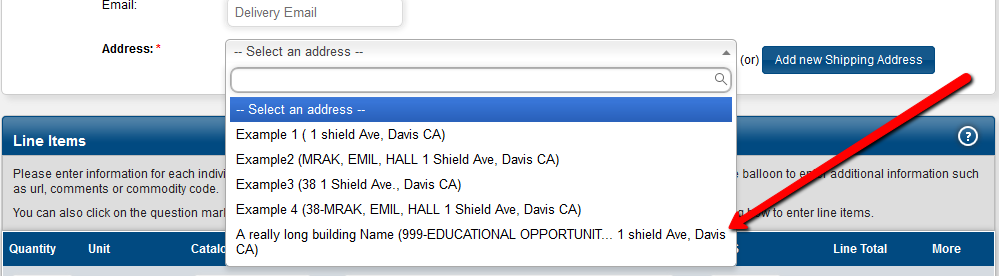 Email:
Delivery Email
Address: *
-- Select an address --
(or)
Add new Shipping Address
-- Select an address --
Example 1 ( 1 shield Ave, Davis CA)
Example2 (MRAK, EMIL, HALL 1 Shield Ave, Davis CA)
Example3 (38 1 Shield Ave., Davis CA)
Example 4 (38-MRAK, EMIL, HALL 1 Shield Ave, Davis CA)
A really long building Name (999-EDUCATIONAL OPPORTUNIT... 1 shield Ave, Davis
CA)
Line Items
?
Please enter information for each indivi
e balloon to enter additional information such
as url, comments or commodity code.
You can also click on the question mark
how to enter line items.
Quantity
Unit
Catalo
Line Total
More